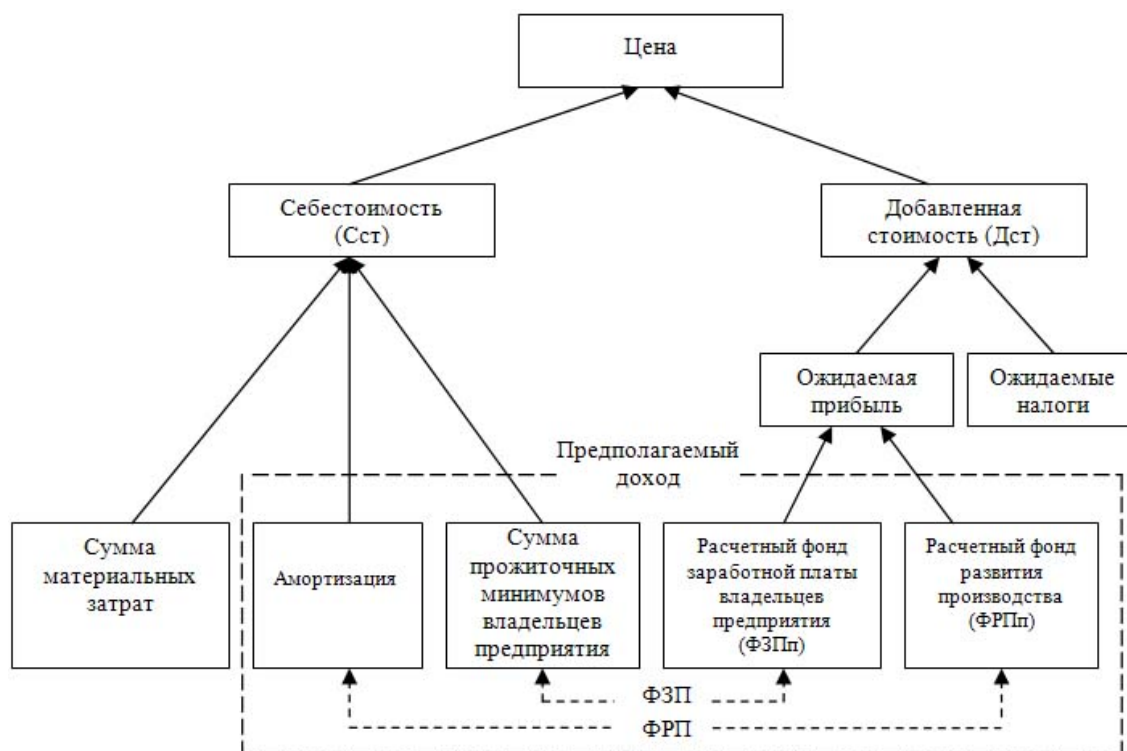 Цена
Себестоимость
(Сст)
Добавленная
стоимость (Дст)
Ожидаемая
прибыль
Ожидаемые
налоги
Предполагаемый
доход
Сумма
материальных
затрат
Амортизация
Сумма
прожиточных
минимумов
владельцев
предприятия
Расчетный фонд
заработной платы
владельцев
предприятия
(ФЗПп)
Расчетный фонд
развития
производства
(ФРПп)
ФЗП
ФРП